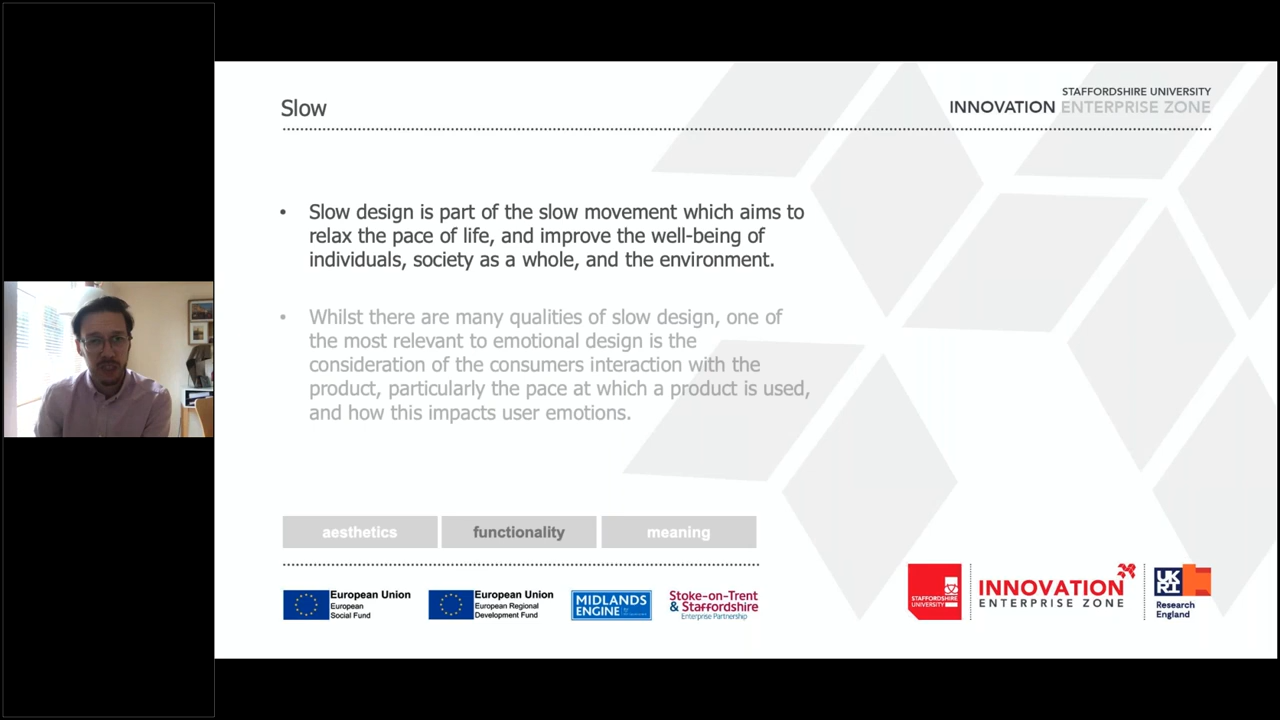 Slow
STAFFORDSHIRE UNIVERSITY
INNOVATION ENTERPRISE ZONE
• Slow design is part of the slow movement which aims to
relax the pace of life, and improve the well-being of
individuals, society as a whole, and the environment.
• Whilst there are many qualities of slow design, one of
the most relevant to emotional design is the
consideration of the consumers interaction with the
product, particularly the pace at which a product is used,
and how this impacts user emotions.
aesthetics
functionality
meaning
European Union
European
Social Fund
European Union
European Regional
Development Fund
MIDLANDS
ENGINE
Stoke-on-Trent
& Staffordshire
Enterprise Partnership
STAFFORDSHIRE
UNIVERSITY
INNOVATION
ENTERPRISE ZONE
UK
RI
Research
England